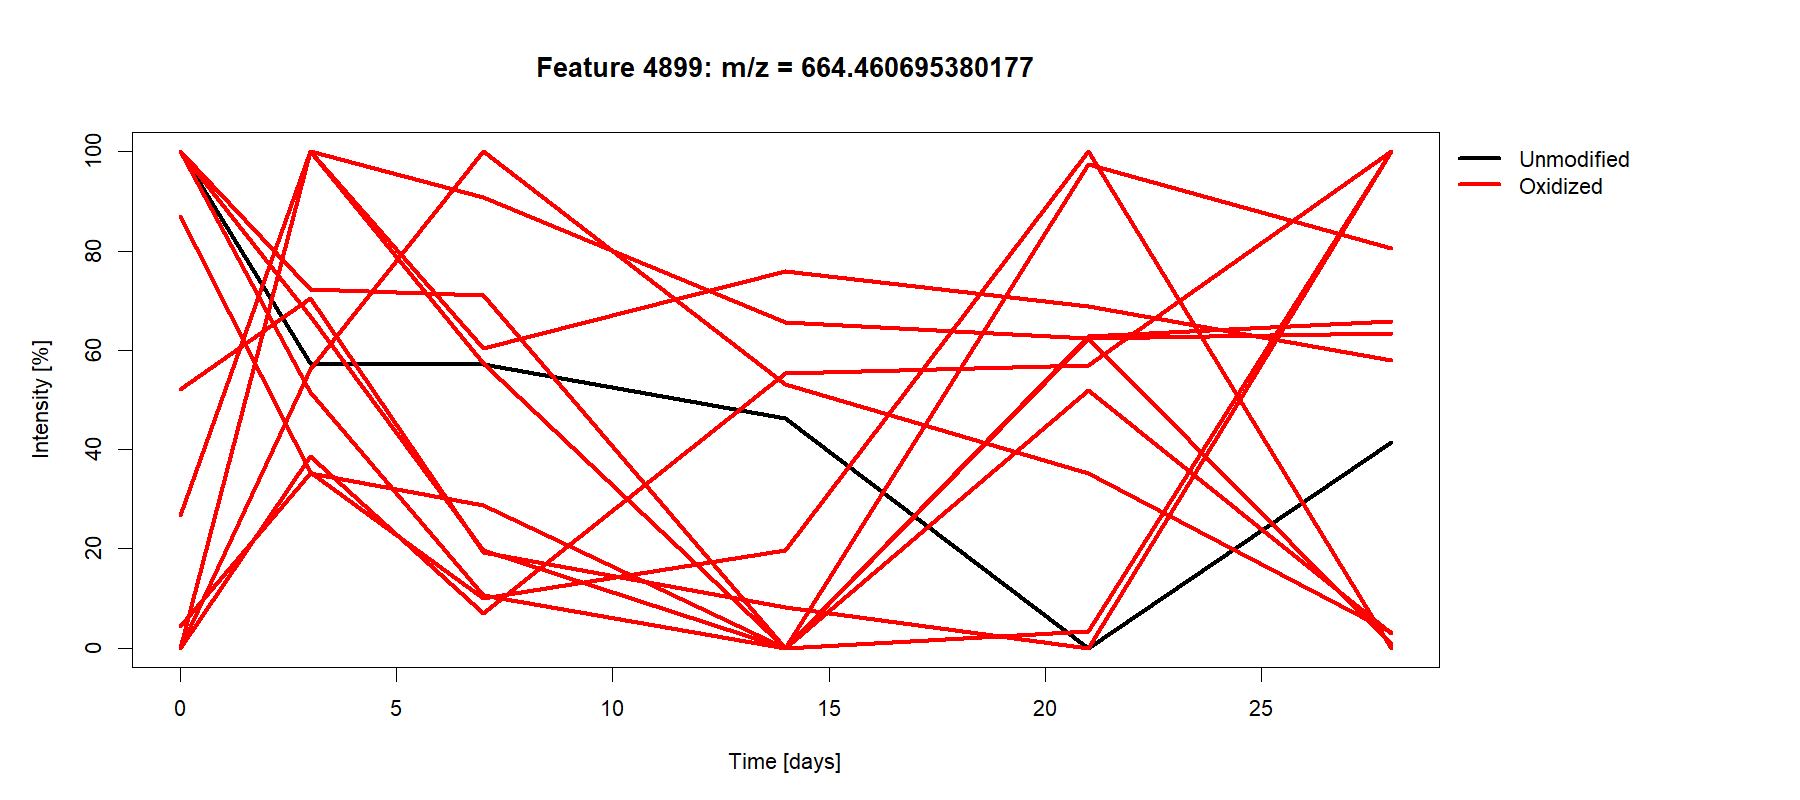 Feature 4899: m/z = 664.460695380177
Unmodified
Oxidized
Intensity [%]
100
80
60
40
20
0
0 5 10 15 20 25
Time [days]